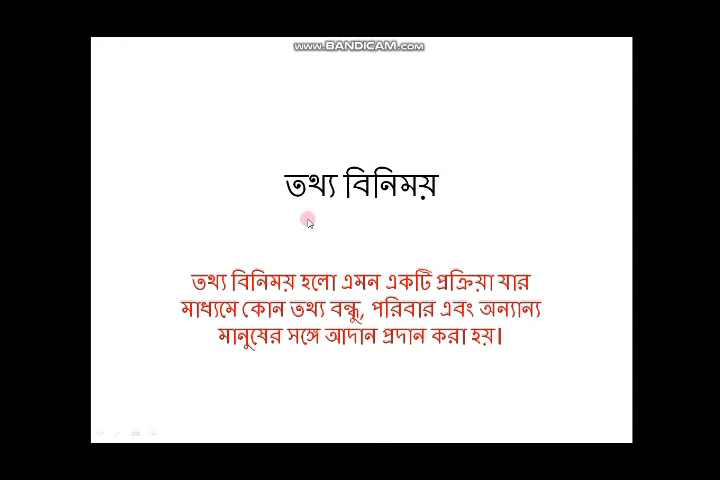 www.BANDICAM.com
তথ্য বিনিময়
তথ্য বিনিময় হলো এমন একটি প্রক্রিয়া যার
মাধ্যমে কোন তথ্য বন্ধু, পরিবার এবং অন্যান্য
মানুষের সঙ্গে আদান প্রদান করা হয়।